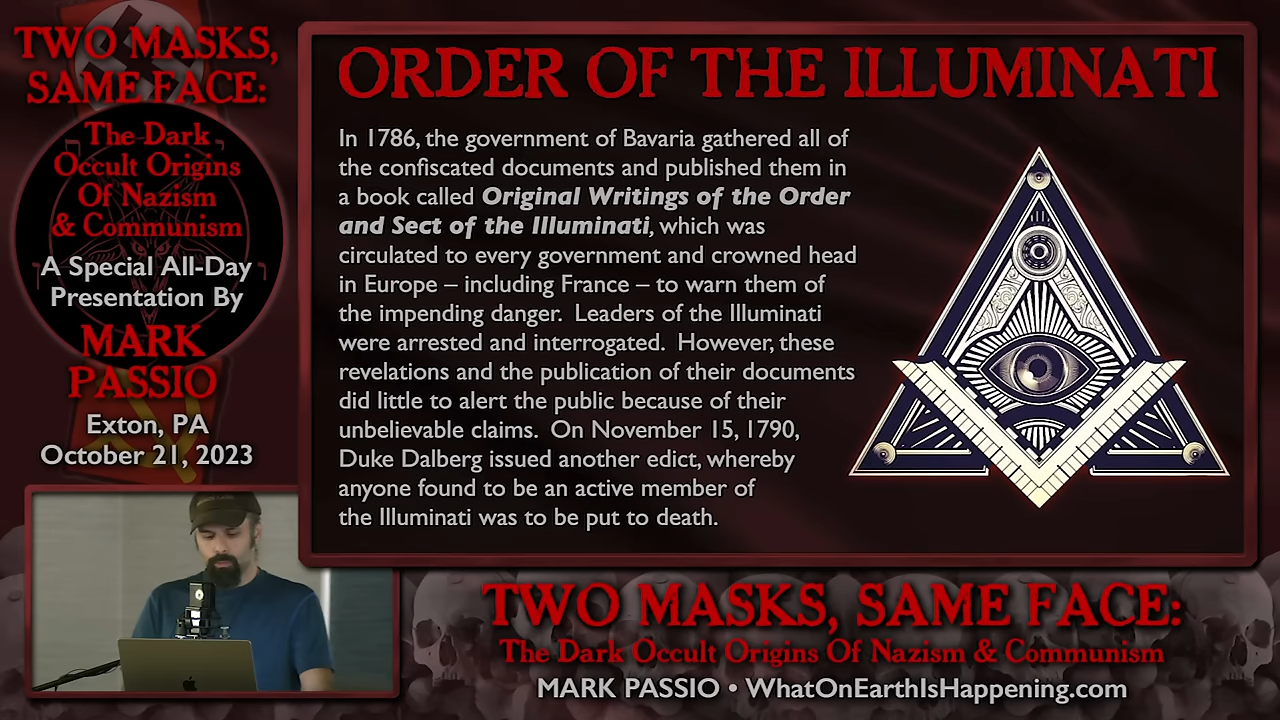 TWO MASKS,
SAME FACE:
The Dark
Occult Origins
Of Nazism
& Communism
A Special All-Day
Presentation By
MARK
PASSIO
Exton, PA
October 21, 2023
ORDER OF THE ILLUMINATI
In 1786, the government of Bavaria gathered all of
the confiscated documents and published them in
a book called Original Writings of the Order
and Sect of the Illuminati, which was
circulated to every government and crowned head
in Europe – including France – to warn them of
the impending danger.  Leaders of the Illuminati
were arrested and interrogated.  However, these
revelations and the publication of their documents
did little to alert the public because of their
unbelievable claims.  On November 15, 1790,
Duke Dalberg issued another edict, whereby
anyone found to be an active member of
the Illuminati was to be put to death.
TWO MASKS, SAME FACE:
The Dark Occult Origins Of Nazism & Communism
MARK PASSIO • WhatOnEarthIsHappening.com